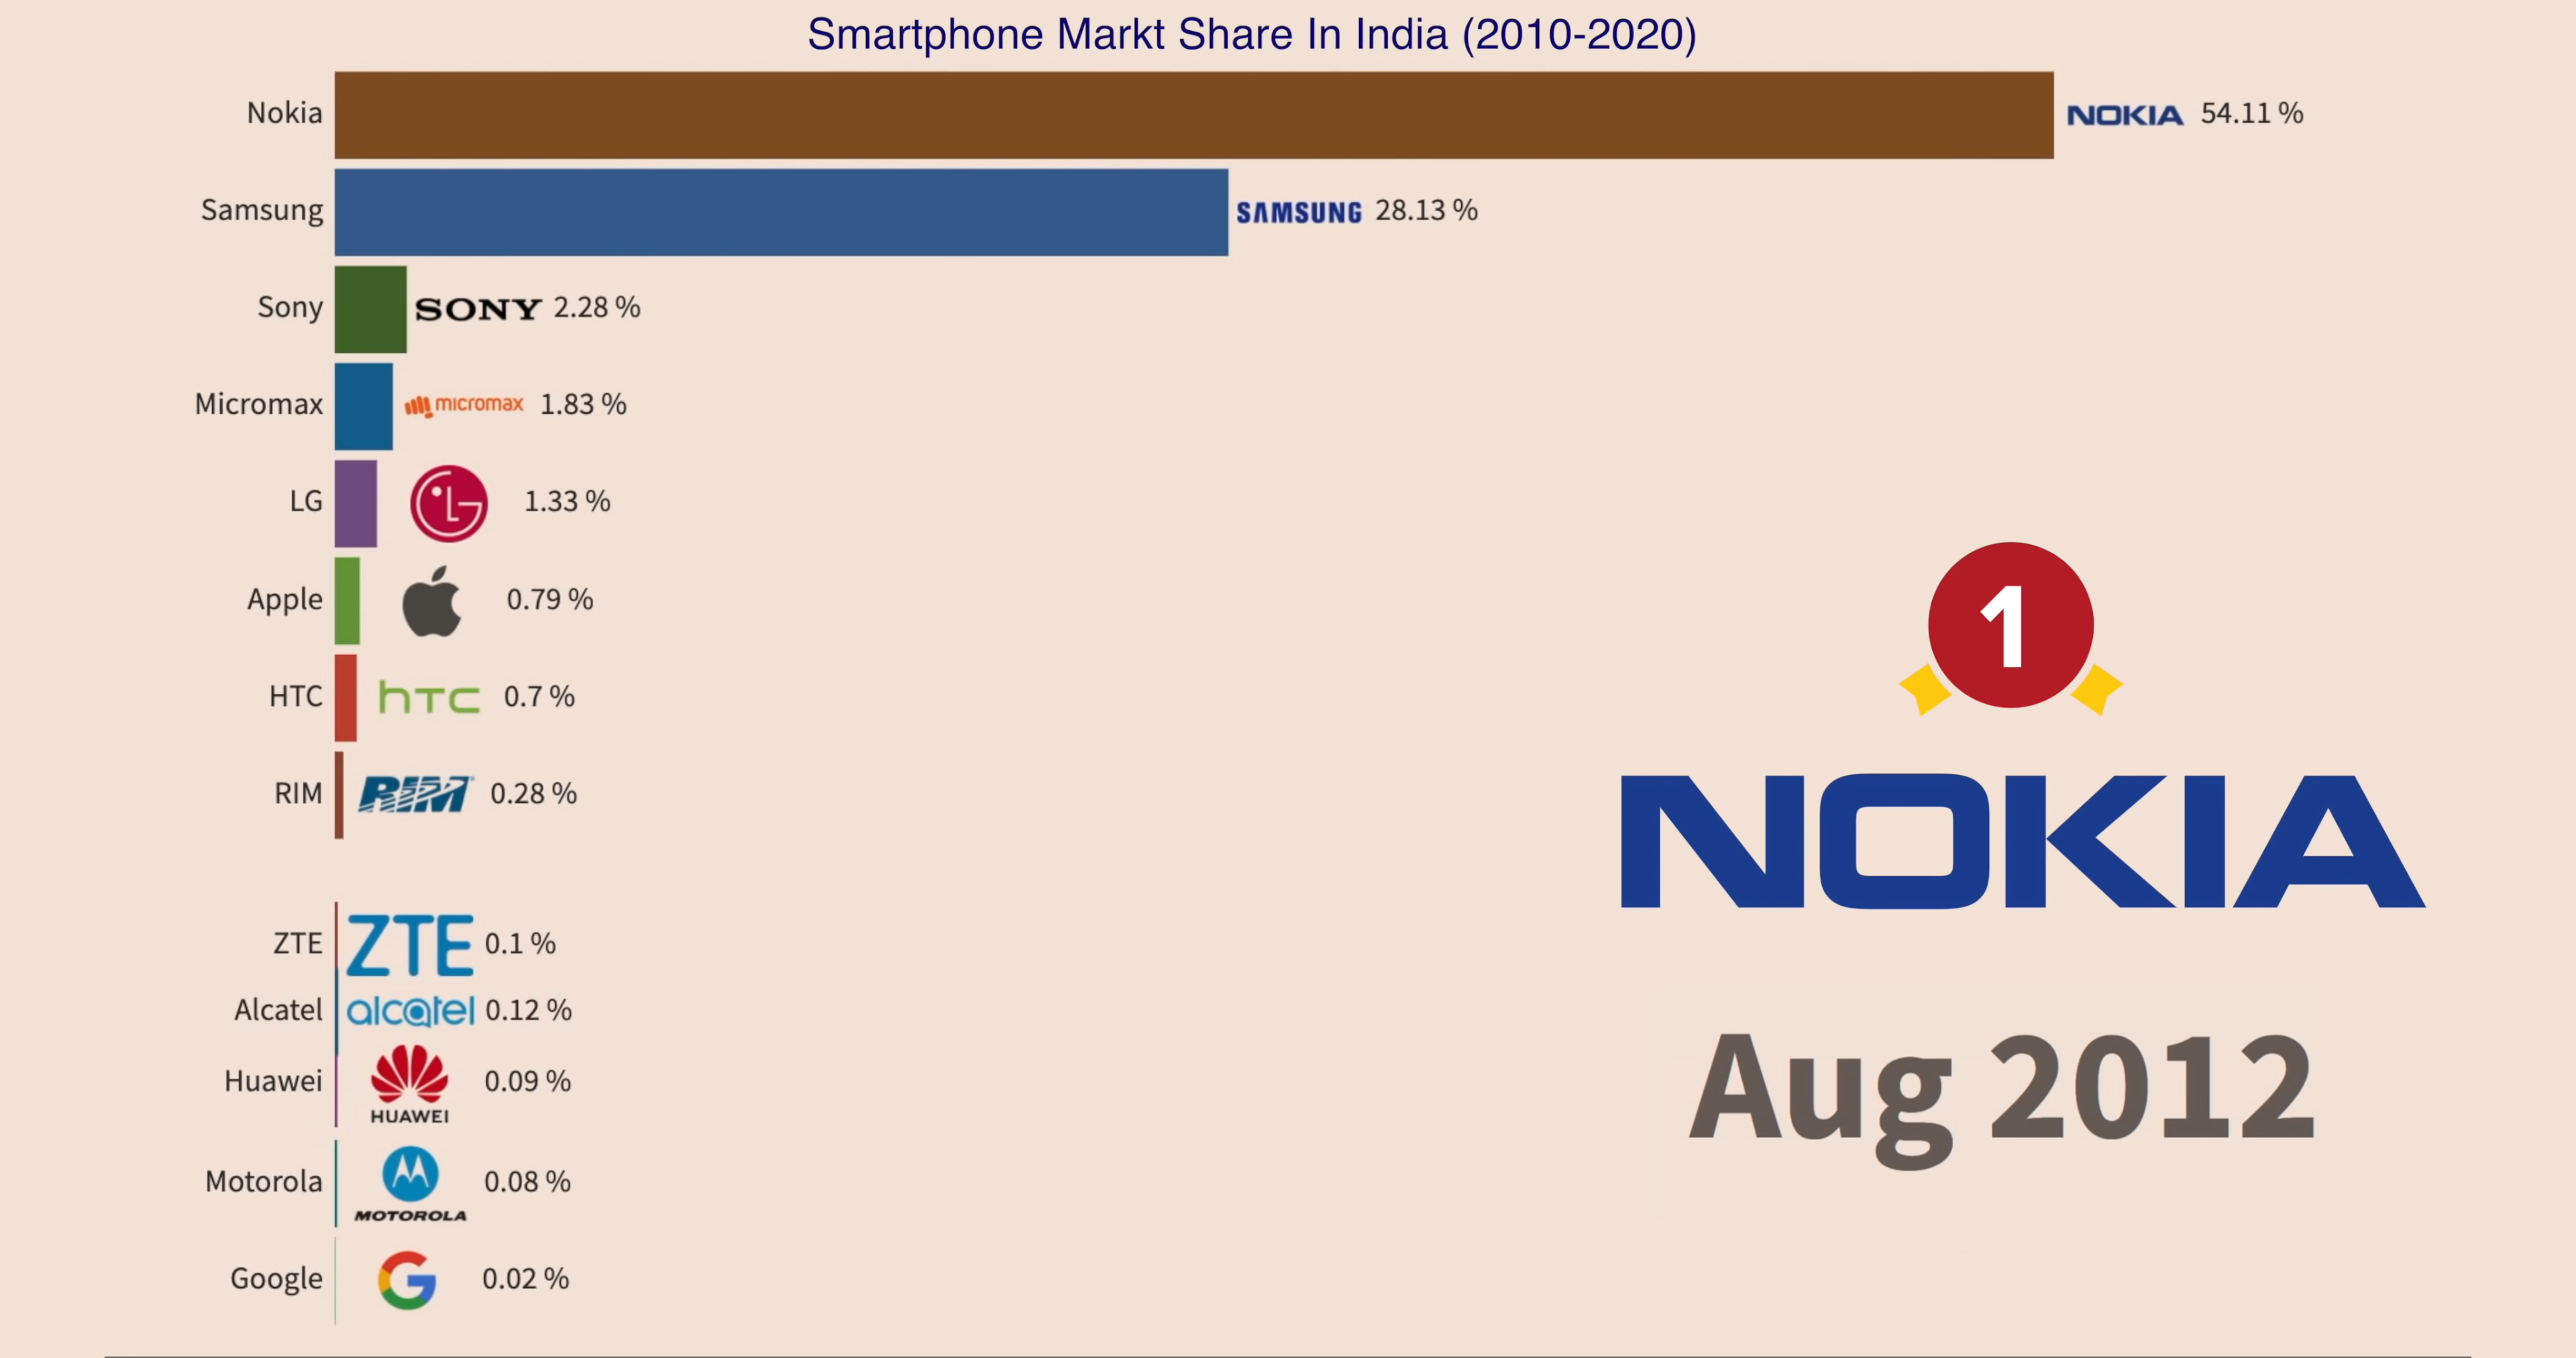 Smartphone Markt Share In India (2010-2020)
Nokia NOKIA 54.11 %
Samsung SAMSUNG 28.13 %
Sony SONY 2.28 %
Micromax micromax 1.83 %
LG LG 1.33 %
Apple 0.79 %
HTC hTC 0.7 %
RIM RIM 0.28 %
ZTE ZTE 0.1 %
Alcatel alcatel 0.12 %
Huawei HUAWEI 0.09 %
Motorola MOTOROLA 0.08 %
Google G 0.02 %
1
NOKIA
Aug 2012